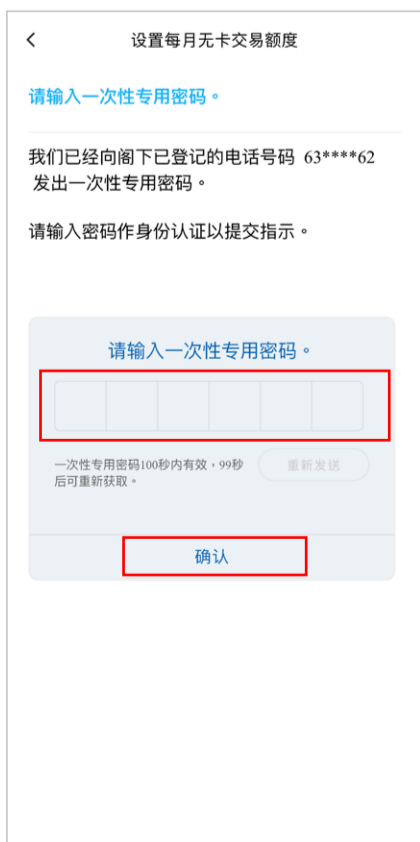 设置每月无卡交易额度
请输入一次性专用密码。
我们已经向阁下已登记的电话号码 63****62
发出一次性专用密码。
请输入密码作身份认证以提交指示。
请输入一次性专用密码。
一次性专用密码100秒内有效，99秒
后可重新获取。
重新发送
确认